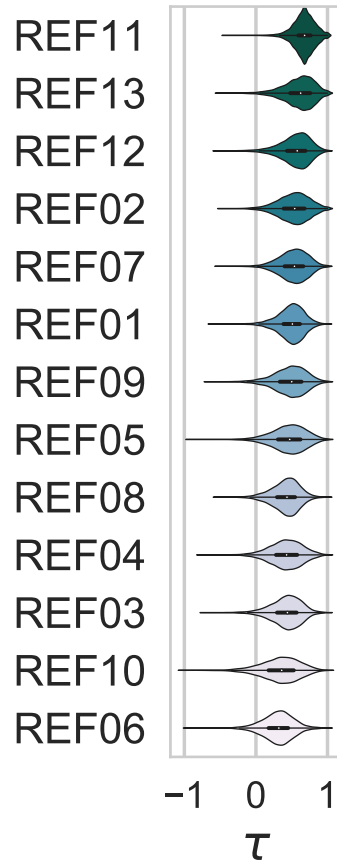 REF11
REF13
REF12
REF02
REF07
REF01
REF09
REF05
REF08
REF04
REF03
REF10
REF06
−1 0 1
τ